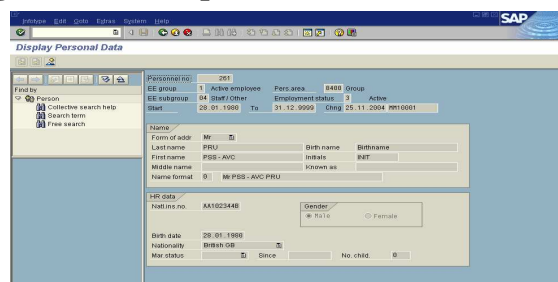 Infotype Edit Goto Extras System Help
SAP
Display Personal Data
Find by
Person
Collective search help
Search term
Free search
Personnel no. 261
EE group 1 Active employee Pers.area 8400 Group
EE subgroup 04 Staff / Other Employment status 3 Active
Start 28.01.1980 To 31.12.9999 Chng 25.11.2004 MM10001
Name
Form of addr Mr
Last name PRU Birth name Birthname
First name PSS - AVC Initials INIT
Middle name Known as
Name format 0 Mr PSS - AVC PRU
HR data
Natl.ins.no. AA102344B Gender
Male Female
Birth date 28.01.1980
Nationality British GB
Mar.status Since No. child. 0